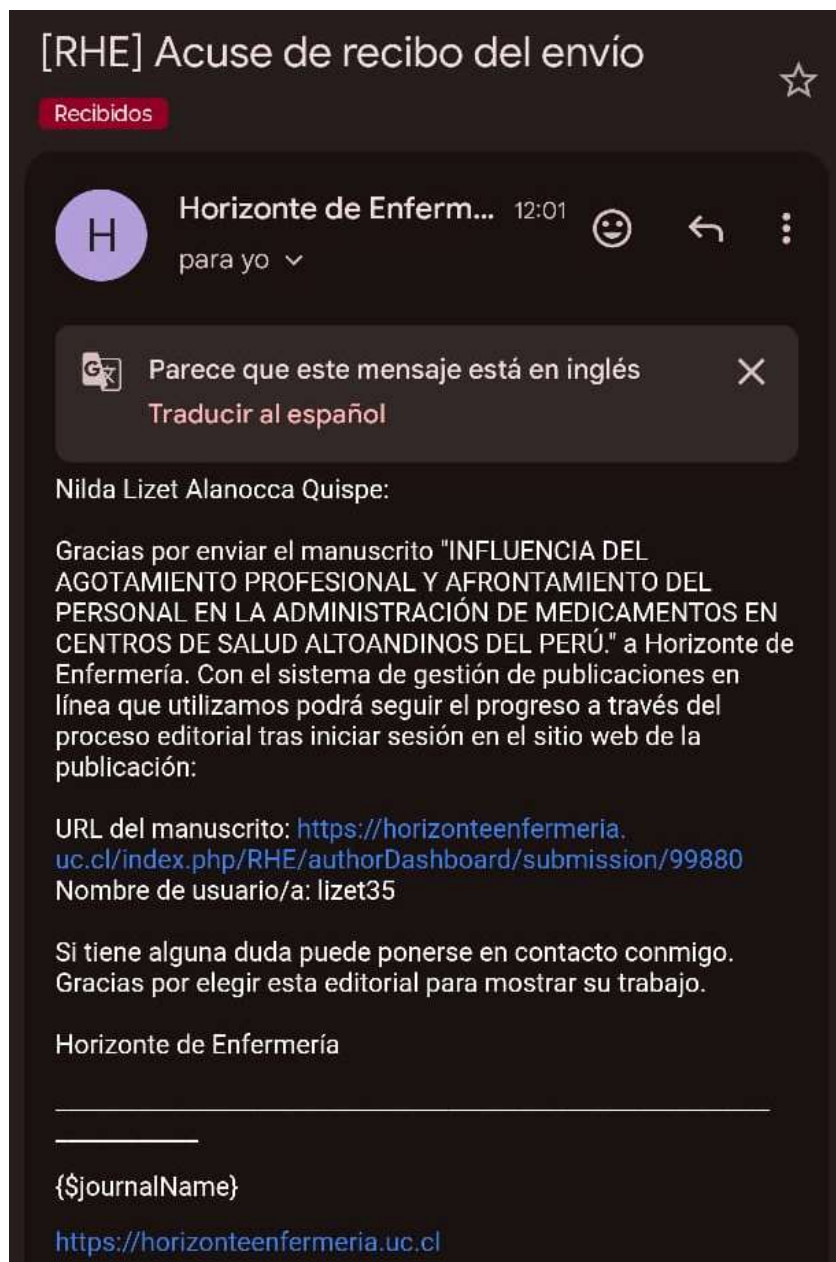 [RHE] Acuse de recibo del envío
Recibidos
H
Horizonte de Enferm... 12:01
para yo
Parece que este mensaje está en inglés
Traducir al español
Nilda Lizet Alanocca Quispe:
Gracias por enviar el manuscrito "INFLUENCIA DEL
AGOTAMIENTO PROFESIONAL Y AFRONTAMIENTO DEL
PERSONAL EN LA ADMINISTRACIÓN DE MEDICAMENTOS EN
CENTROS DE SALUD ALTOANDINOS DEL PERÚ." a Horizonte de
Enfermería. Con el sistema de gestión de publicaciones en
línea que utilizamos podrá seguir el progreso a través del
proceso editorial tras iniciar sesión en el sitio web de la
publicación:
URL del manuscrito: https://horizonteenfermeria.
uc.cl/index.php/RHE/authorDashboard/submission/99880
Nombre de usuario/a: lizet35
Si tiene alguna duda puede ponerse en contacto conmigo.
Gracias por elegir esta editorial para mostrar su trabajo.
Horizonte de Enfermería
{$journalName}
https://horizonteenfermeria.uc.cl